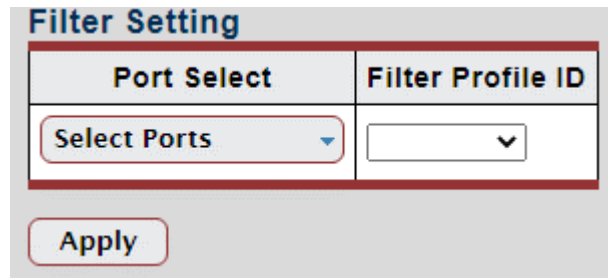 Filter Setting
Port Select Filter Profile ID
Select Ports
Apply